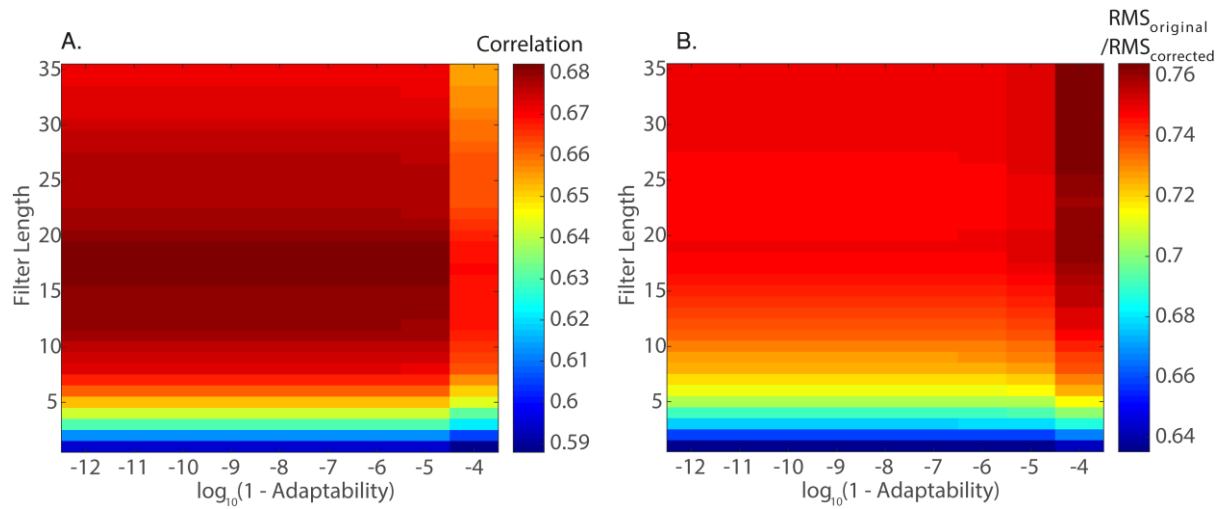 A.
Correlation
35
30
25
20
15
10
5
Filter Length
-12 -11 -10 -9 -8 -7 -6 -5 -4
log10(1 - Adaptability)
0.68
0.67
0.66
0.65
0.64
0.63
0.62
0.61
0.6
0.59
B.
RMSoriginal
/RMScorrected
35
30
25
20
15
10
5
Filter Length
-12 -11 -10 -9 -8 -7 -6 -5 -4
log10(1 - Adaptability)
0.76
0.74
0.72
0.7
0.68
0.66
0.64